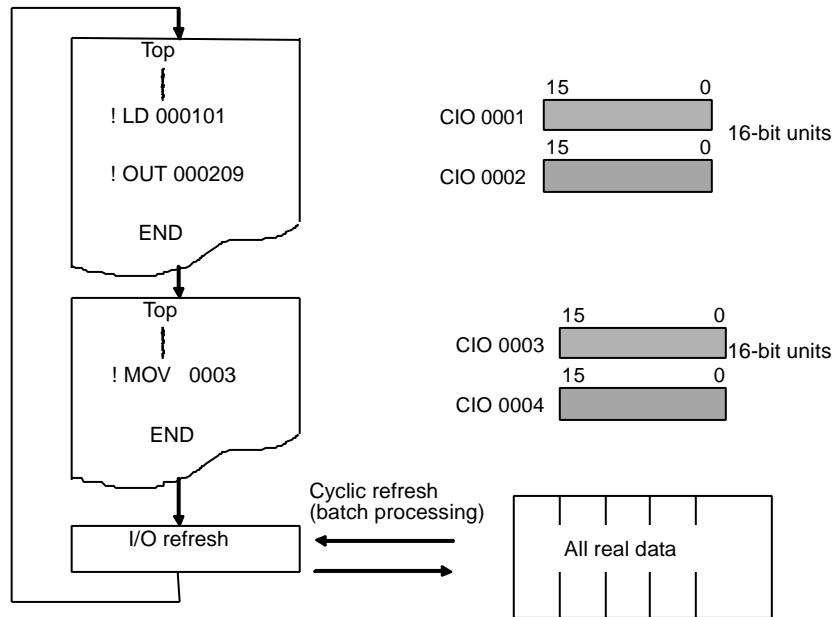 Top
! LD 000101
! OUT 000209
END
15 0
CIO 0001
16-bit units
15 0
CIO 0002
Top
! MOV 0003
END
15 0
CIO 0003
16-bit units
15 0
CIO 0004
Cyclic refresh
(batch processing)
I/O refresh
All real data